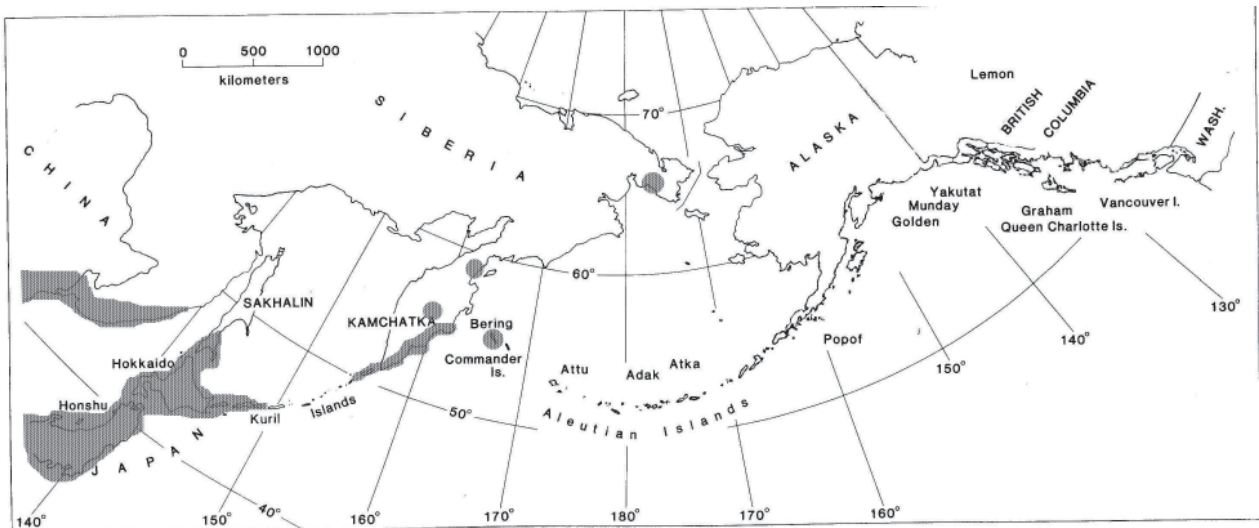 0 500 1000
kilometers
Lemon
BRITISH
COLUMBIA
WASH.
SIBERIA
70°
ALASKA
CHINA
Yakutat
Munday
Golden
Graham
Queen Charlotte Is.
Vancouver I.
60°
SAKHALIN
130°
KAMCHATKA
Bering
Commander
Is.
Popof
140°
Hokkaido
Attu
Adak
Atka
150°
Honshu
Kuril
Islands
50°
Aleutian Islands
JAPAN
140°
150°
40°
160°
170°
180°
170°
160°